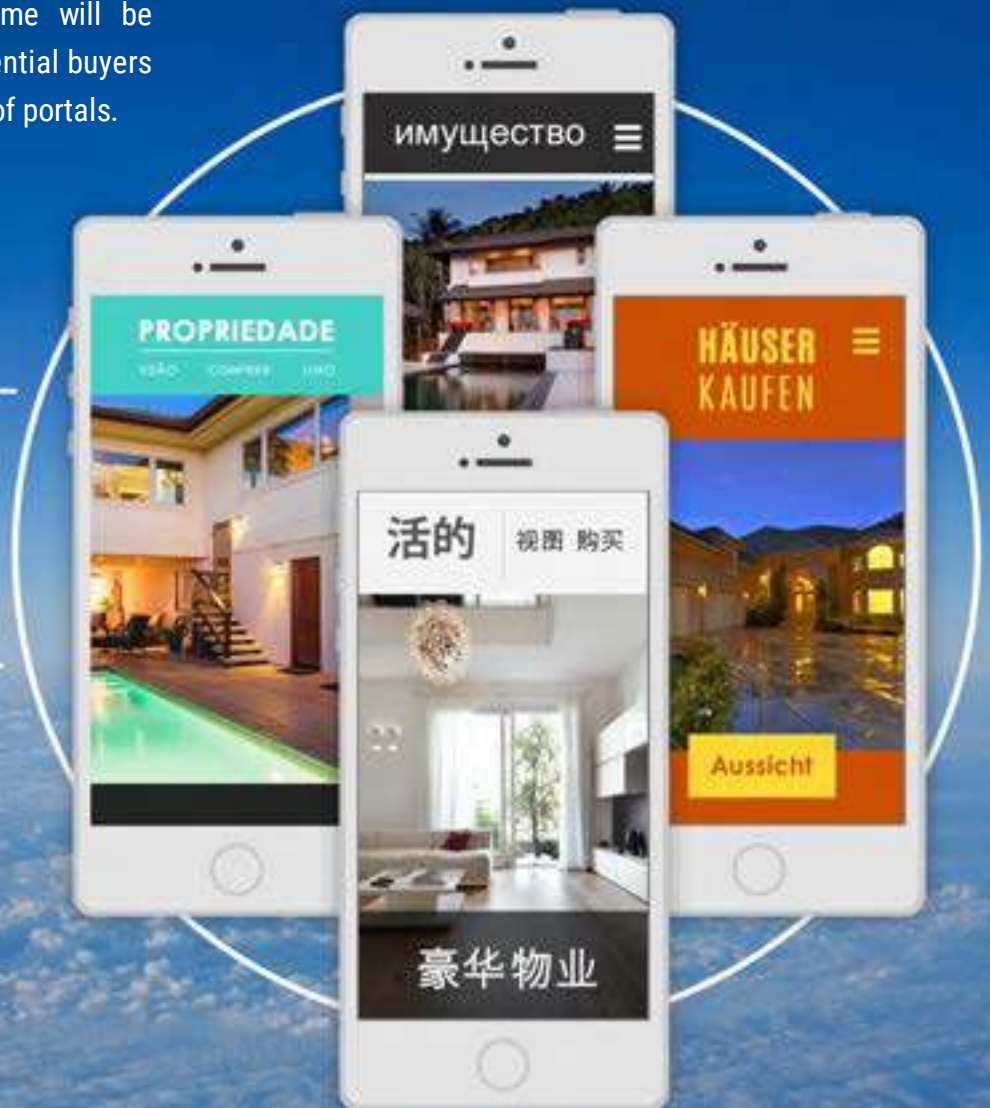 me will be
ential buyers
of portals.
имущество
PROPRIEDADE
HÄUSER
KAUFEN
活的
视图 购买
Aussicht
豪华物业